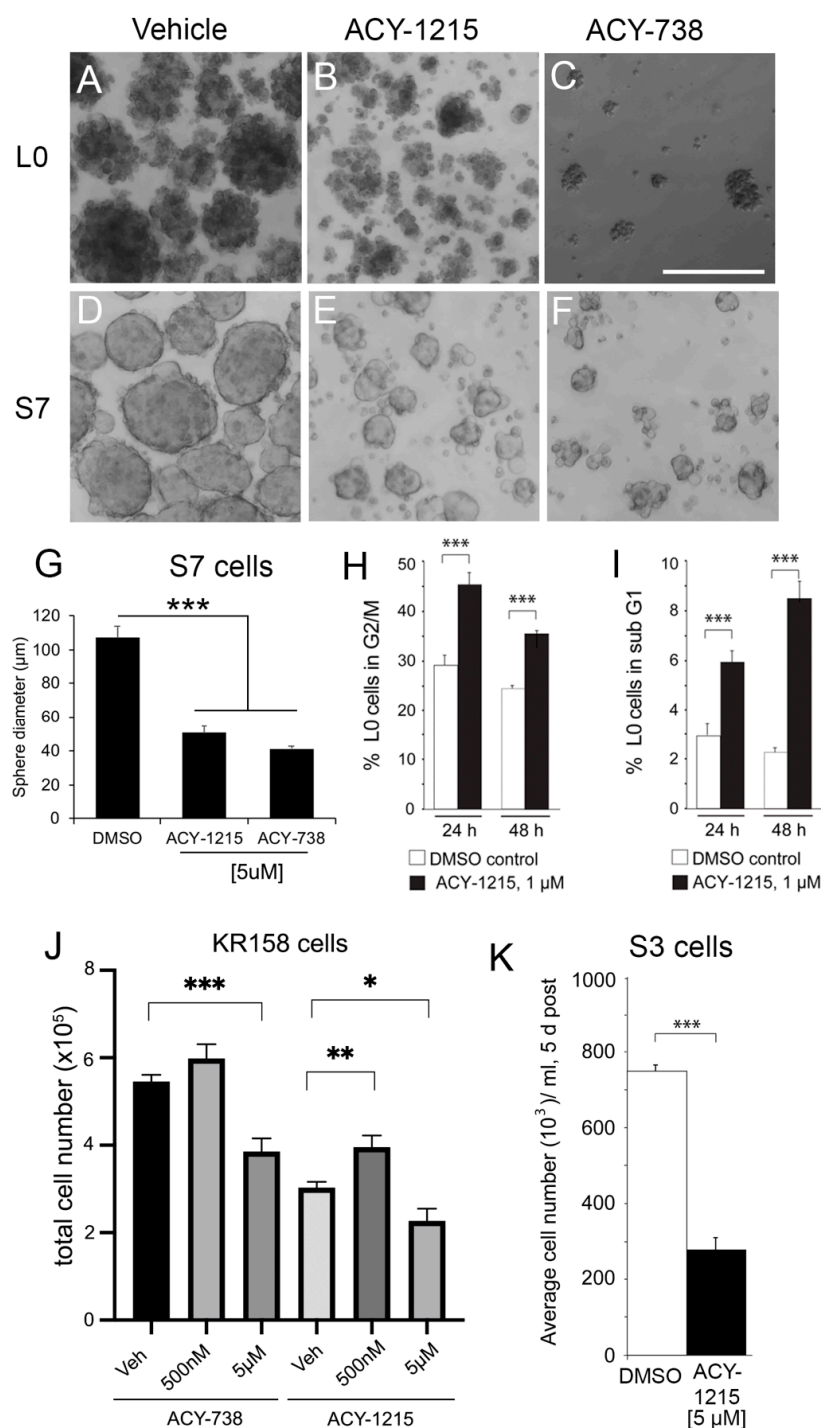 Vehicle ACY-1215 ACY-738
L0
A
B
C
S7
D
E
F
G
S7 cells
Sphere diameter (µm)
120
100
80
60
40
20
0
***
DMSO ACY-1215 ACY-738
[5uM]
H
% L0 cells in G2/M
50
40
30
20
10
0
***
***
24 h 48 h
DMSO control
ACY-1215, 1 µM
I
% L0 cells in sub G1
10
8
6
4
2
0
***
***
24 h 48 h
DMSO control
ACY-1215, 1 µM
J
KR158 cells
total cell number (x10⁵)
8
6
4
2
0
***
*
**
Veh 500nM 5µM Veh 500nM 5µM
ACY-738 ACY-1215
K
S3 cells
Average cell number (10³)/ ml, 5 d post
1000
800
600
400
200
0
***
DMSO ACY-
1215
[5 µM]